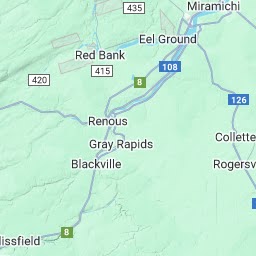 435
Miramichi
Eel Ground
Red Bank
415
108
420
8
126
Renous
Collette
Gray Rapids
Blackville
Rogersv
lissfield
8